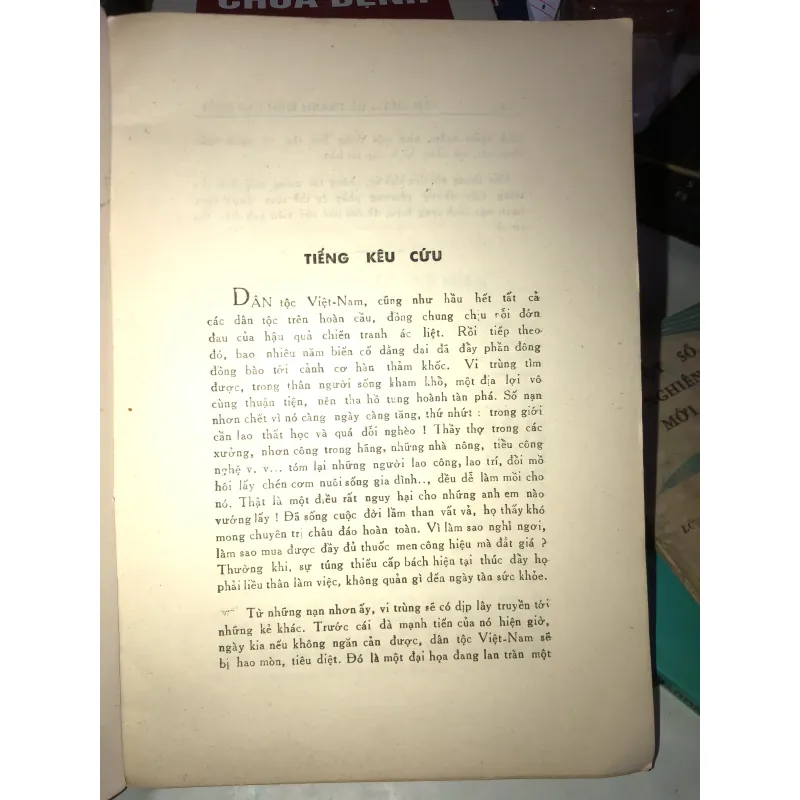 CHỮA BỆNH
TIẾNG KÊU CỨU
DÂN tộc Việt-Nam, cũng như hầu hết tất cả
các dân tộc trên hoàn cầu, đồng chung chịu nỗi đớn
đau của hậu quả chiến tranh ác liệt. Rồi tiếp theo
đó, bao nhiêu năm biến cố dằng dai đã đầy phần đông
đồng bào tới cảnh cơ hàn thảm khốc. Vi trùng tìm
được, trong thân người sống kham khổ, một địa lợi vô
cùng thuận tiện, nên tha hồ tung hoành tàn phá. Số nạn
nhơn chết vì nó càng ngày càng tăng, thứ nhứt : trong giới
cần lao thất học và quá đổi nghèo ! Thầy thợ trong các
xưởng, nhơn công trong hãng, những nhà nông, tiểu công
nghệ v. v... tóm lại những người lao công, lao trí, đổi mồ
hôi lấy chén cơm nuôi sống gia đình.., đều dễ làm mồi cho
nó. Thật là một điều rất nguy hại cho những anh em nào
vướng lấy ! Đã sống cuộc đời lầm than vất vả, họ thấy khó
mong chuyên trị châu đáo hoàn toàn. Vì làm sao nghỉ ngơi,
làm sao mua được đầy đủ thuốc men công hiệu mà đắt giá ?
Thường khi, sự túng thiếu cấp bách hiện tại thúc đẩy họ
phải liều thân làm việc, không quản gì đến ngày tàn sức khỏe.
Từ những nạn nhơn ấy, vi trùng sẽ có dịp lây truyền tới
những kẻ khác. Trước cái đà mạnh tiến của nó hiện giờ,
ngày kia nếu không ngăn cản được, dân tộc Việt-Nam sẽ
bị hao mòn, tiêu diệt. Đó là một đại họa đang lan tràn một
SỐ
NGHIÊN
MỚI